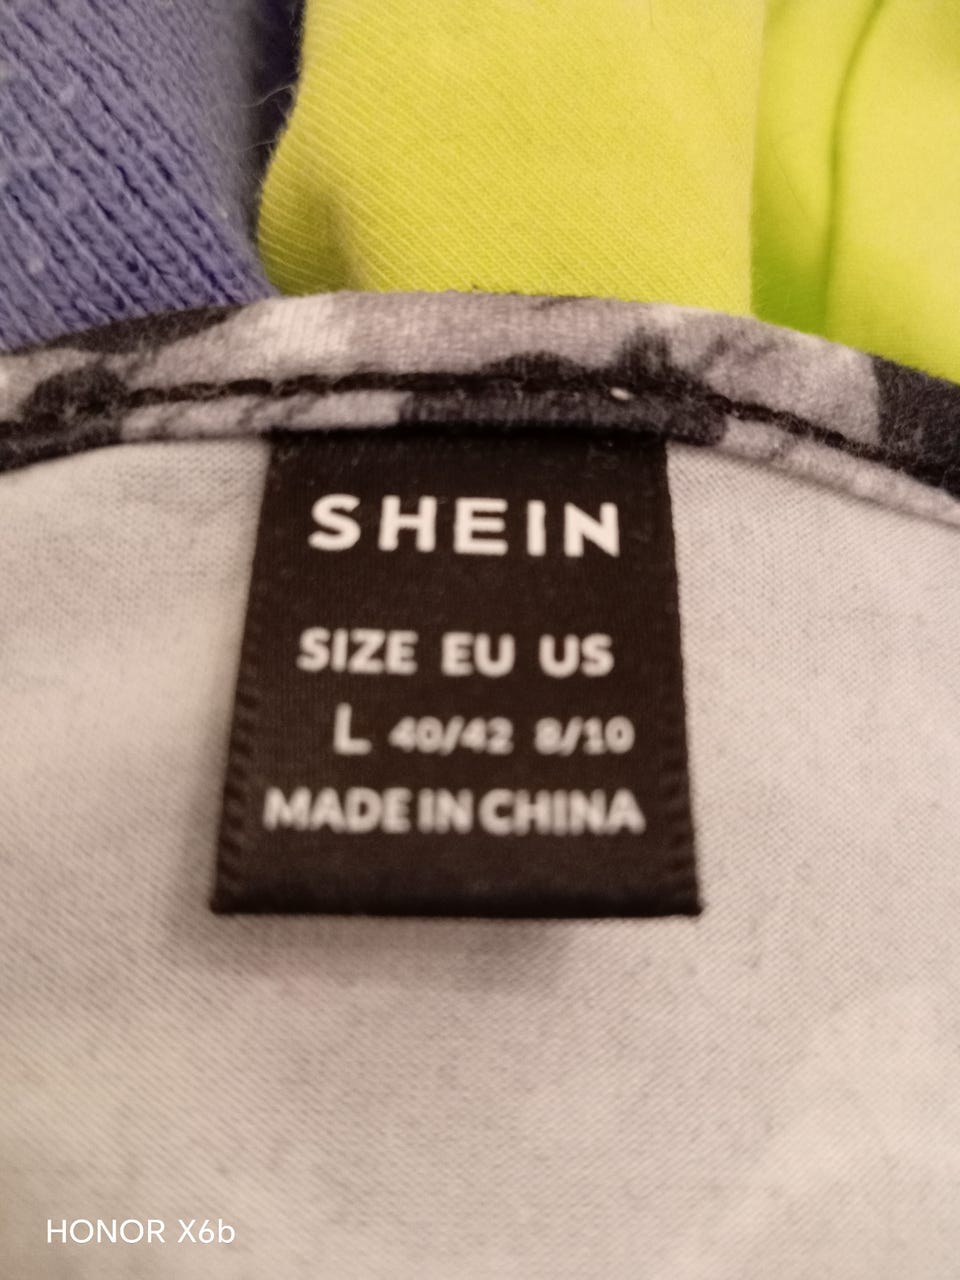 SHEIN
SIZE EU US
L 40/42 8/10
MADE IN CHINA
HONOR X6b